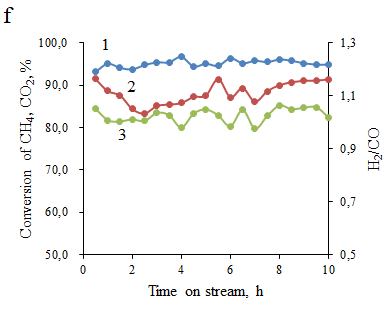 f
100,0
90,0
80,0
70,0
60,0
50,0
Conversion of CH₄, CO₂, %
1
2
3
1,3
1,1
0,9
0,7
0,5
H₂/CO
0 2 4 6 8 10
Time on stream, h